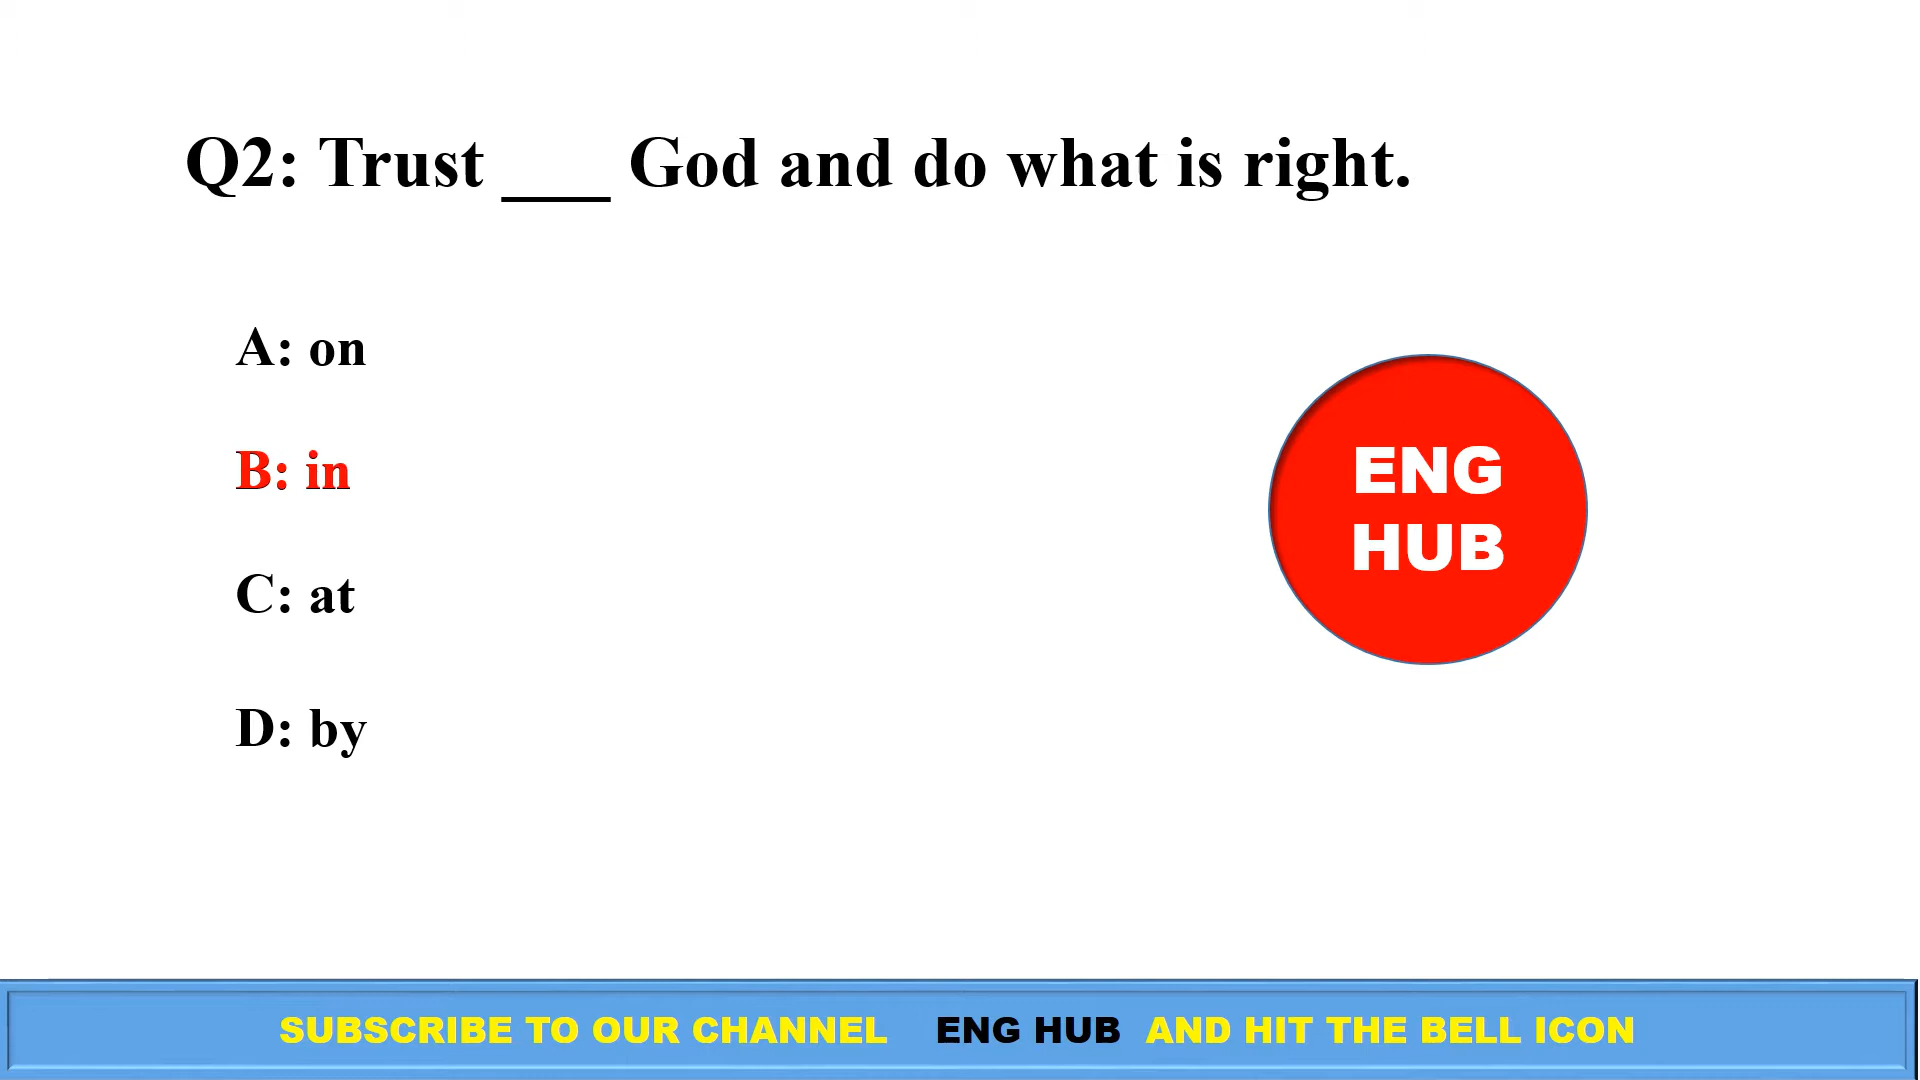 Q2: Trust ___ God and do what is right.
A: on
B: in
C: at
D: by
ENG
HUB
SUBSCRIBE TO OUR CHANNEL ENG HUB AND HIT THE BELL ICON